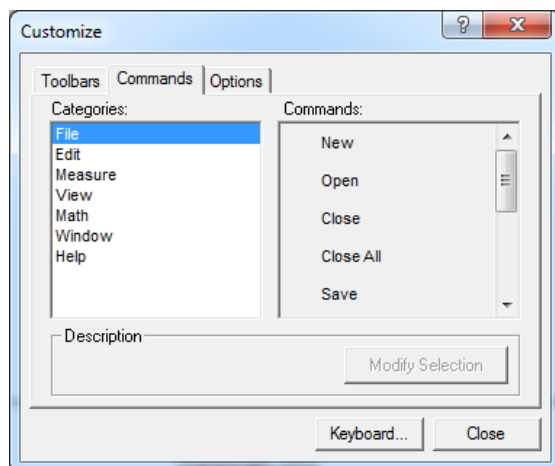 Customize
Toolbars Commands Options
Categories: Commands:
File
Edit
Measure
View
Math
Window
Help
New
Open
Close
Close All
Save
Description
Modify Selection
Keyboard... Close